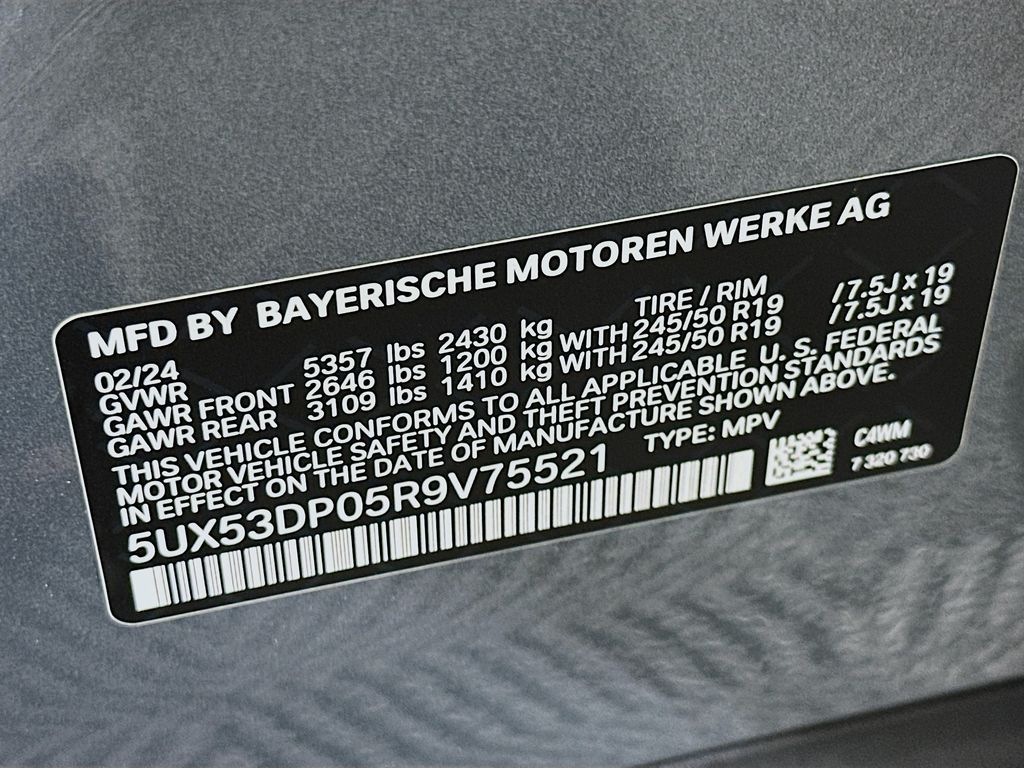 MFD BY BAYERISCHE MOTOREN WERKE AG
02/24 TIRE / RIM
GVWR 5357 lbs 2430 kg
GAWR FRONT 2646 lbs 1200 kg WITH 245/50 R19 /7.5J x 19
GAWR REAR 3109 lbs 1410 kg WITH 245/50 R19 /7.5J x 19
THIS VEHICLE CONFORMS TO ALL APPLICABLE U. S. FEDERAL
MOTOR VEHICLE SAFETY AND THEFT PREVENTION STANDARDS
IN EFFECT ON THE DATE OF MANUFACTURE SHOWN ABOVE.
5UX53DP05R9V75521 TYPE: MPV
C4WM
7 320 730